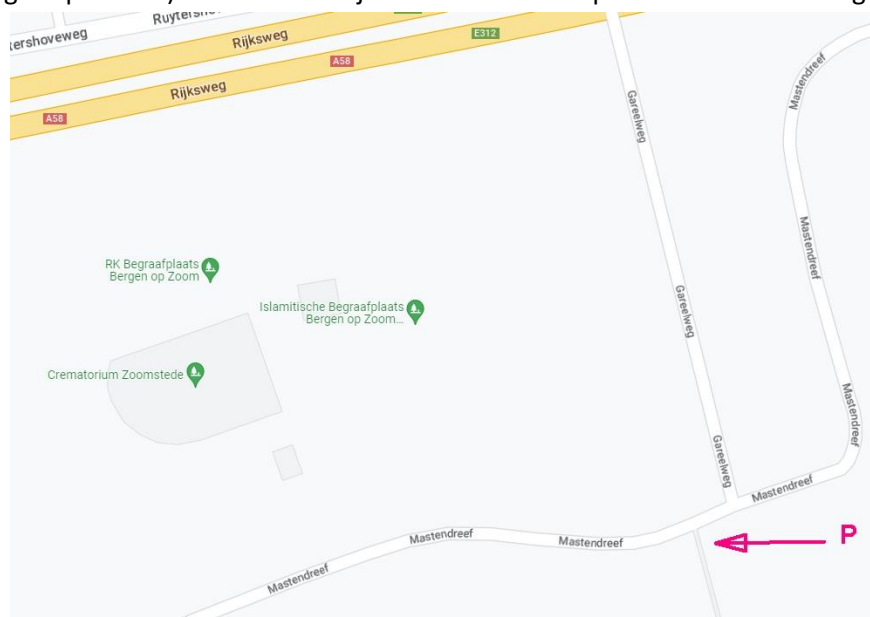 Ruytersho
ershoveweg
Rijksweg
E312
A58
Rijksweg
A58
Mastendreef
Gareelweg
Mastendreef
RK Begraafplaats
Bergen op Zoom
Gareelweg
Islamitische Begraafplaats
Bergen op Zoom...
Crematorium Zoomstede
Mastendreef
Gareelweg
Mastendreef
Mastendreef
Mastendreef
P
Mastendreef